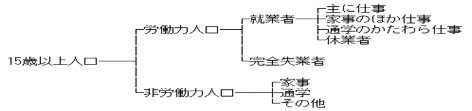 主に仕事
就業者
家事のほか仕事
通学のかたわら仕事
労働力人口
休業者
15歳以上人口
完全失業者
家事
非労働力人口
通学
その他